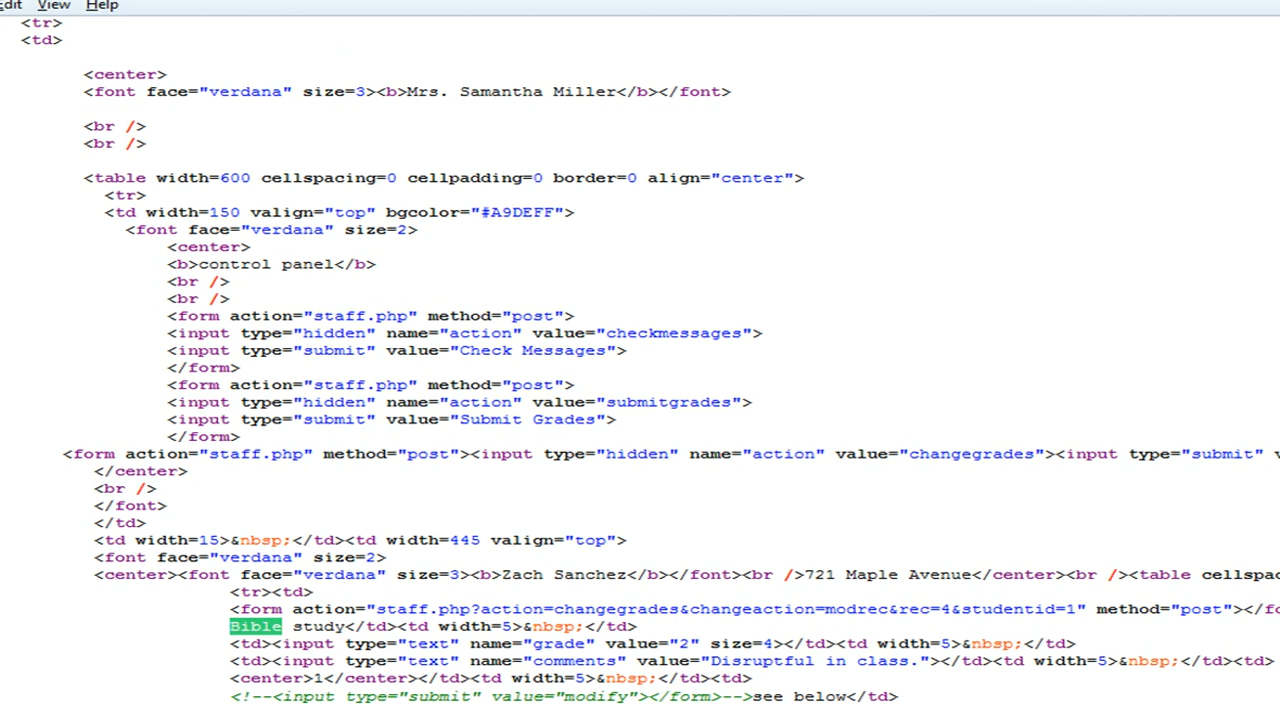 Edit View Help
<tr>
<td>
<center>
<font face="verdana" size=3><b>Mrs. Samantha Miller</b></font>
<br />
<br />
<table width=600 cellspacing=0 cellpadding=0 border=0 align="center">
<tr>
<td width=150 valign="top" bgcolor="#A9DEFF">
<font face="verdana" size=2>
<center>
<b>control panel</b>
<br />
<br />
<form action="staff.php" method="post">
<input type="hidden" name="action" value="checkmessages">
<input type="submit" value="Check Messages">
</form>
<form action="staff.php" method="post">
<input type="hidden" name="action" value="submitgrades">
<input type="submit" value="Submit Grades">
</form>
<form action="staff.php" method="post"><input type="hidden" name="action" value="changegrades"><input type="submit" v
</center>
<br />
</font>
</td>
<td width=15>&nbsp;</td><td width=445 valign="top">
<font face="verdana" size=2>
<center><font face="verdana" size=3><b>Zach Sanchez</b></font><br />721 Maple Avenue</center><br /><table cellspac
<tr><td>
<form action="staff.php?action=changegrades&changeaction=modrec&rec=4&studentid=1" method="post"></fo
Bible study</td><td width=5>&nbsp;</td>
<td><input type="text" name="grade" value="2" size=4></td><td width=5>&nbsp;</td>
<td><input type="text" name="comments" value="Disruptful in class."></td><td width=5>&nbsp;</td><td>
<center>1</center></td><td width=5>&nbsp;</td><td>
<!--<input type="submit" value="modify"></form>-->see below</td>